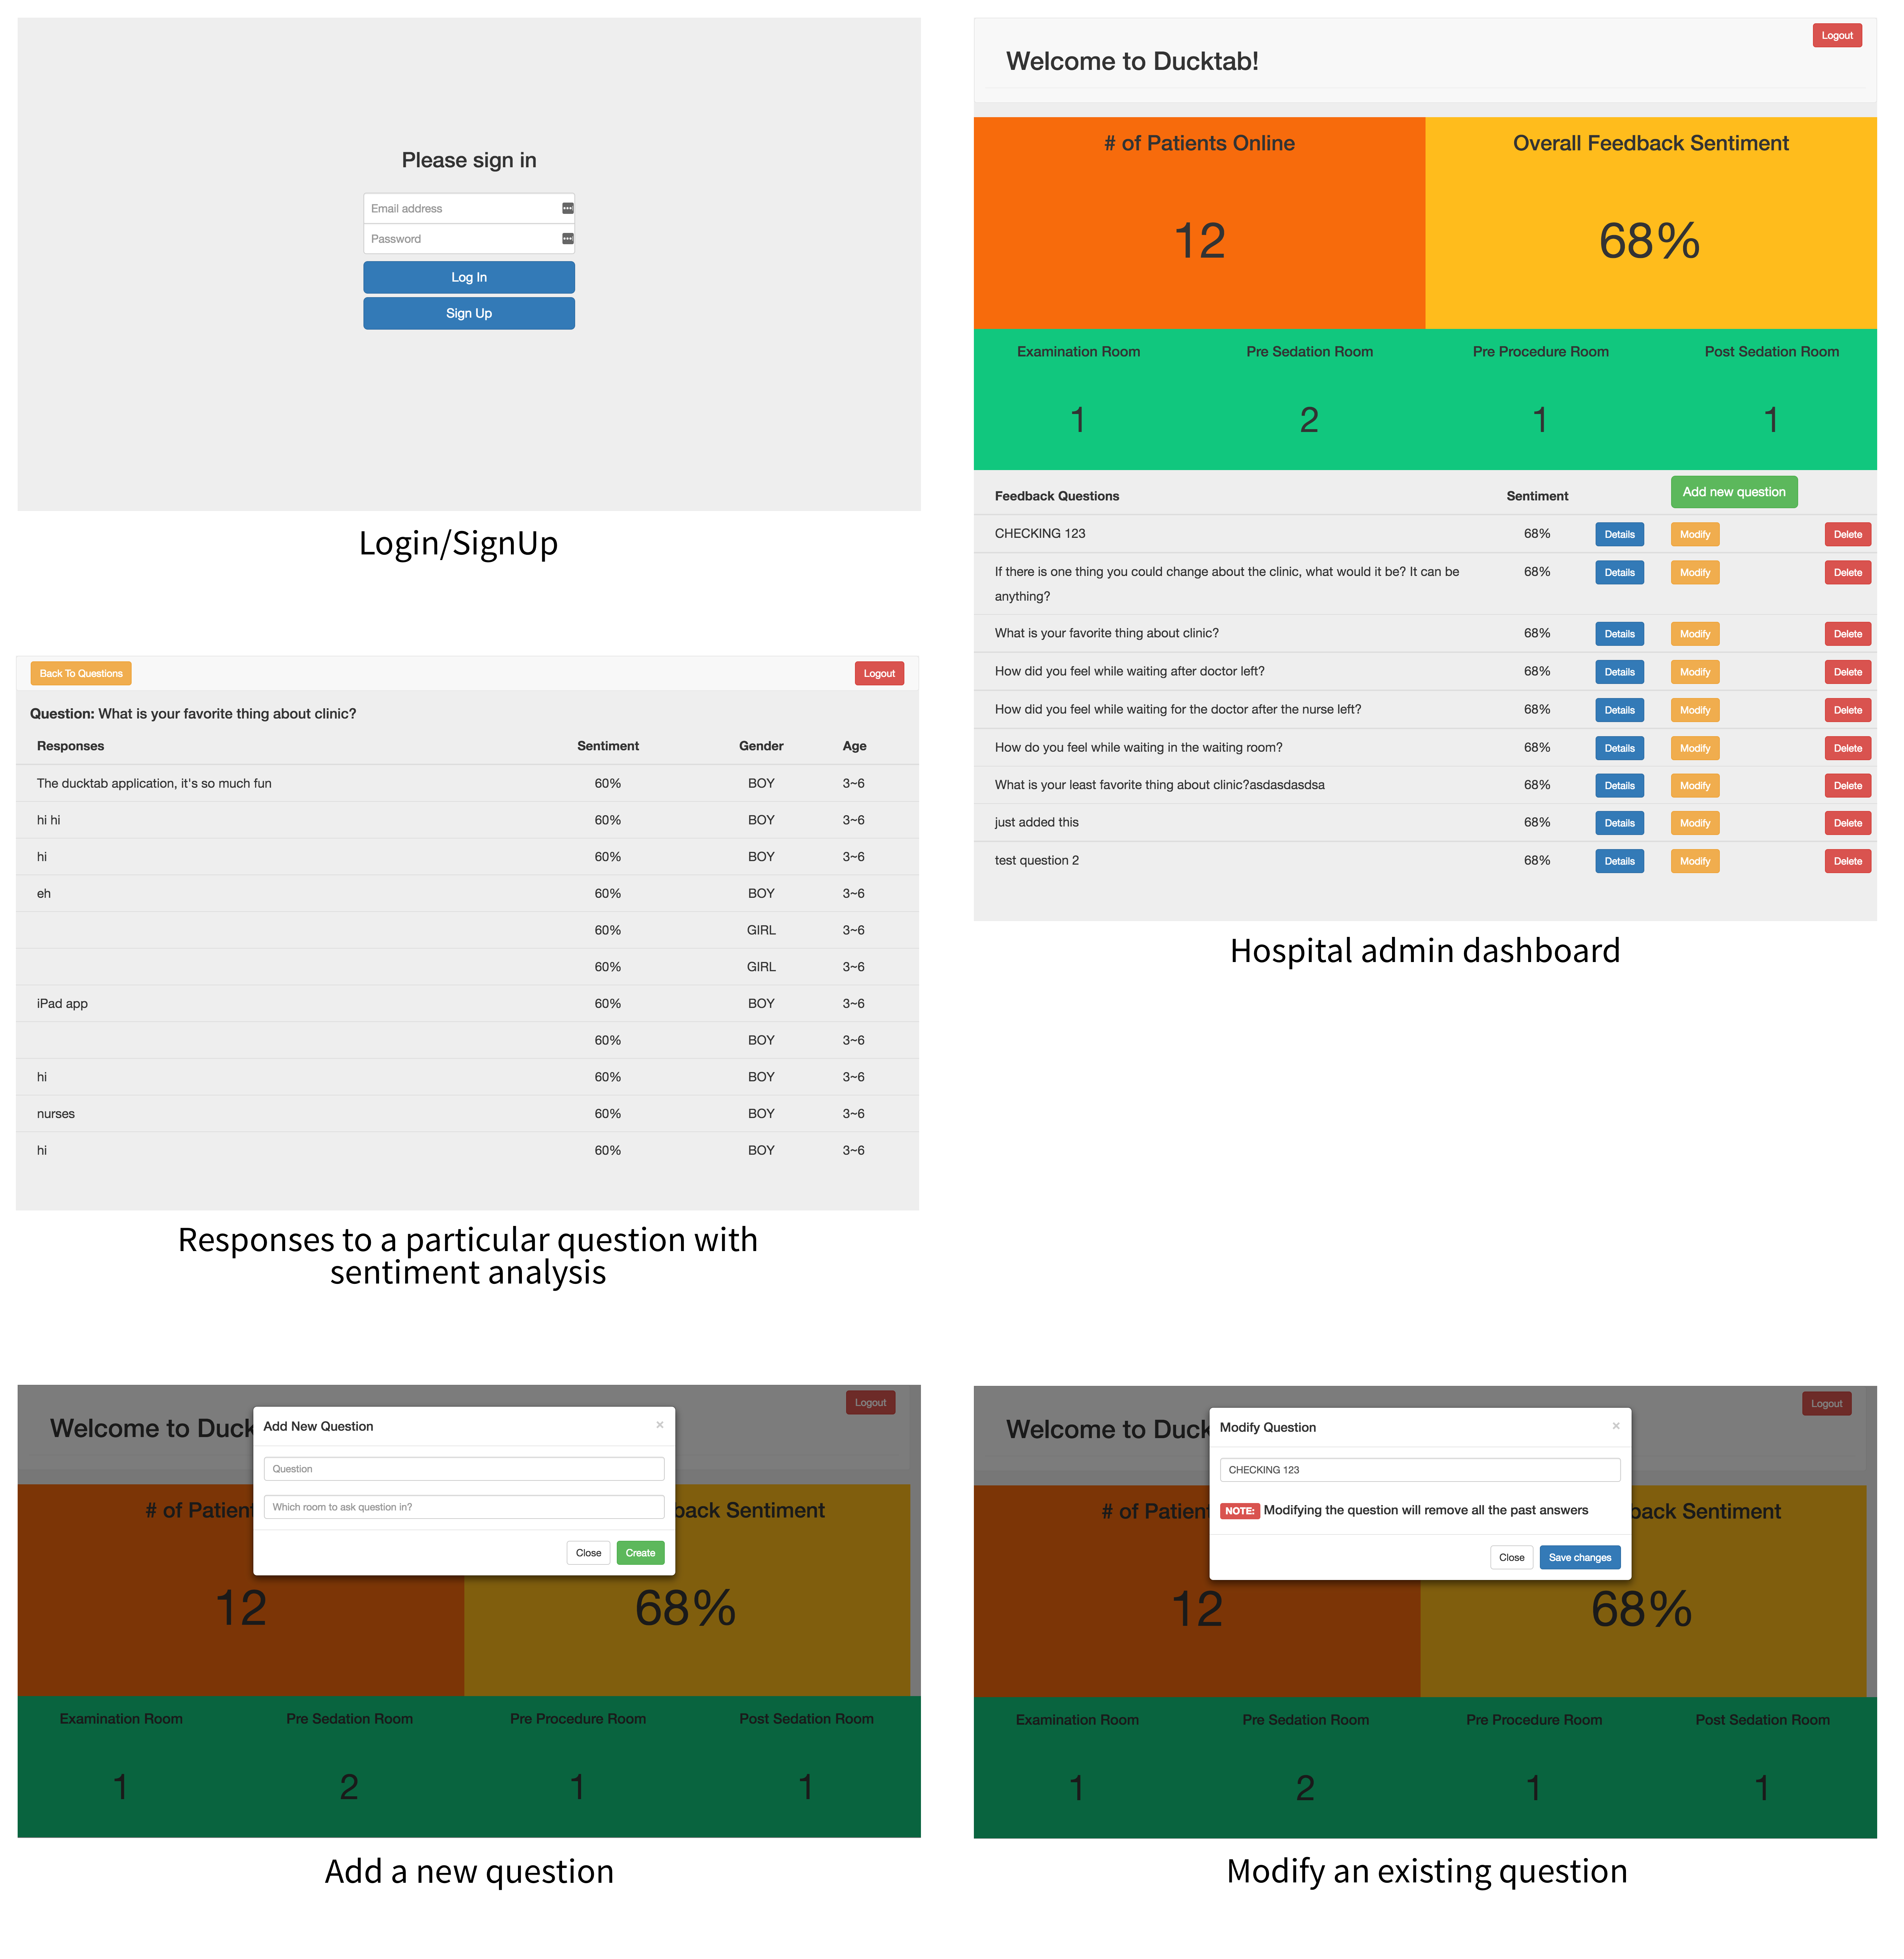 Please sign in
Email address
Password
Log In
Sign Up
Login/SignUp
Logout
Welcome to Ducktab!
# of Patients Online
Overall Feedback Sentiment
12
68%
Examination Room
Pre Sedation Room
Pre Procedure Room
Post Sedation Room
1
2
1
1
Feedback Questions Sentiment Add new question
CHECKING 123 68% Details Modify Delete
If there is one thing you could change about the clinic, what would it be? It can be 68% Details Modify Delete
anything?
What is your favorite thing about clinic? 68% Details Modify Delete
How did you feel while waiting after doctor left? 68% Details Modify Delete
How did you feel while waiting for the doctor after the nurse left? 68% Details Modify Delete
How do you feel while waiting in the waiting room? 68% Details Modify Delete
What is your least favorite thing about clinic?asdasdasdsa 68% Details Modify Delete
just added this 68% Details Modify Delete
test question 2 68% Details Modify Delete
Hospital admin dashboard
Back To Questions Logout
Question: What is your favorite thing about clinic?
Responses Sentiment Gender Age
The ducktab application, it's so much fun 60% BOY 3~6
hi hi 60% BOY 3~6
hi 60% BOY 3~6
eh 60% BOY 3~6
60% GIRL 3~6
60% GIRL 3~6
iPad app 60% BOY 3~6
60% BOY 3~6
hi 60% BOY 3~6
nurses 60% BOY 3~6
hi 60% BOY 3~6
Responses to a particular question with
sentiment analysis
Logout
Welcome to Duck
Add New Question ×
Question
Which room to ask question in?
Close Create
# of Patien
back Sentiment
12
68%
Examination Room
Pre Sedation Room
Pre Procedure Room
Post Sedation Room
1
2
1
1
Add a new question
Logout
Welcome to Duck
Modify Question ×
CHECKING 123
NOTE: Modifying the question will remove all the past answers
Close Save changes
# of Patien
back Sentiment
12
68%
Examination Room
Pre Sedation Room
Pre Procedure Room
Post Sedation Room
1
2
1
1
Modify an existing question